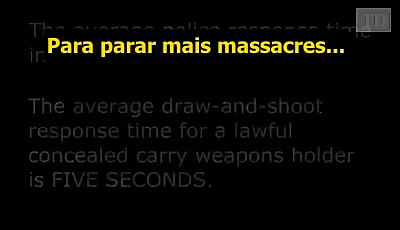 The average police response time
in
Para parar mais massacres...
The average draw-and-shoot
response time for a lawful
concealed carry weapons holder
is FIVE SECONDS.